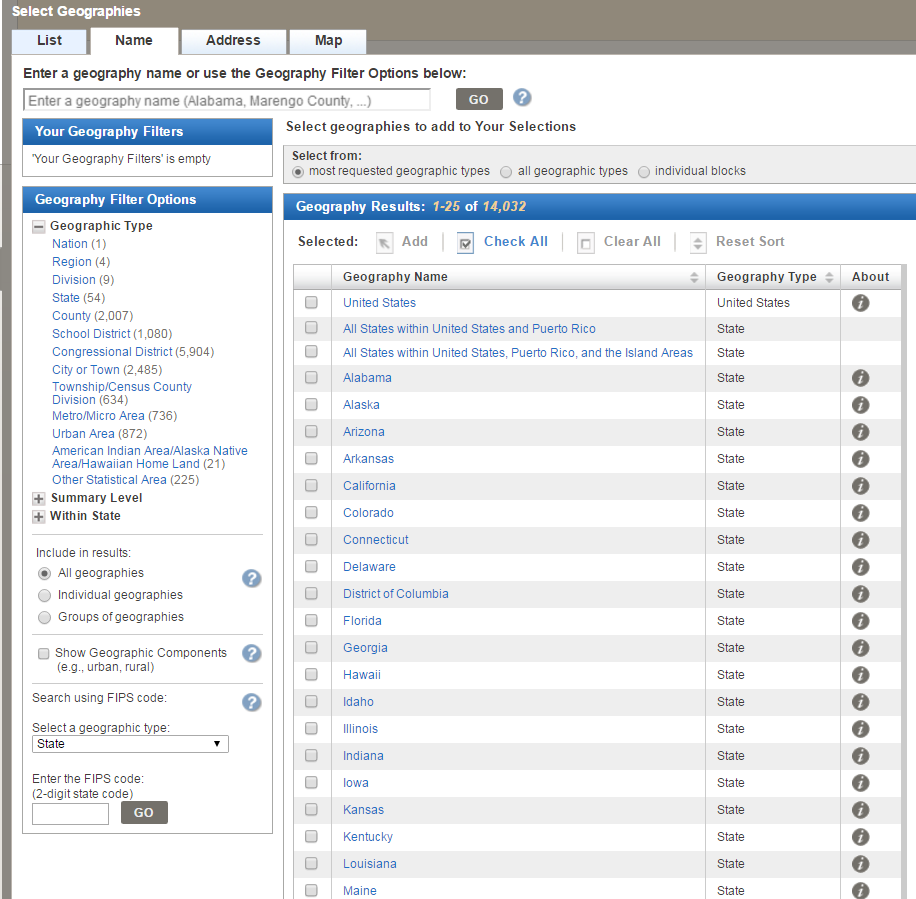 Select Geographies
List Name Address Map
Enter a geography name or use the Geography Filter Options below:
Enter a geography name (Alabama, Marengo County, ...) GO ?
Your Geography Filters
'Your Geography Filters' is empty
Geography Filter Options
Geographic Type
Nation (1)
Region (4)
Division (9)
State (54)
County (2,007)
School District (1,080)
Congressional District (5,904)
City or Town (2,485)
Township/Census County
Division (634)
Metro/Micro Area (736)
Urban Area (872)
American Indian Area/Alaska Native
Area/Hawaiian Home Land (21)
Other Statistical Area (225)
Summary Level
Within State
Include in results:
All geographies ?
Individual geographies
Groups of geographies
Show Geographic Components ?
(e.g., urban, rural)
Search using FIPS code: ?
Select a geographic type:
State
Enter the FIPS code:
(2-digit state code)
GO
Select geographies to add to Your Selections
Select from:
most requested geographic types all geographic types individual blocks
Geography Results: 1-25 of 14,032
Selected: Add Check All Clear All Reset Sort
Geography Name Geography Type About
United States United States i
All States within United States and Puerto Rico State
All States within United States, Puerto Rico, and the Island Areas State
Alabama State i
Alaska State i
Arizona State i
Arkansas State i
California State i
Colorado State i
Connecticut State i
Delaware State i
District of Columbia State i
Florida State i
Georgia State i
Hawaii State i
Idaho State i
Illinois State i
Indiana State i
Iowa State i
Kansas State i
Kentucky State i
Louisiana State i
Maine State i